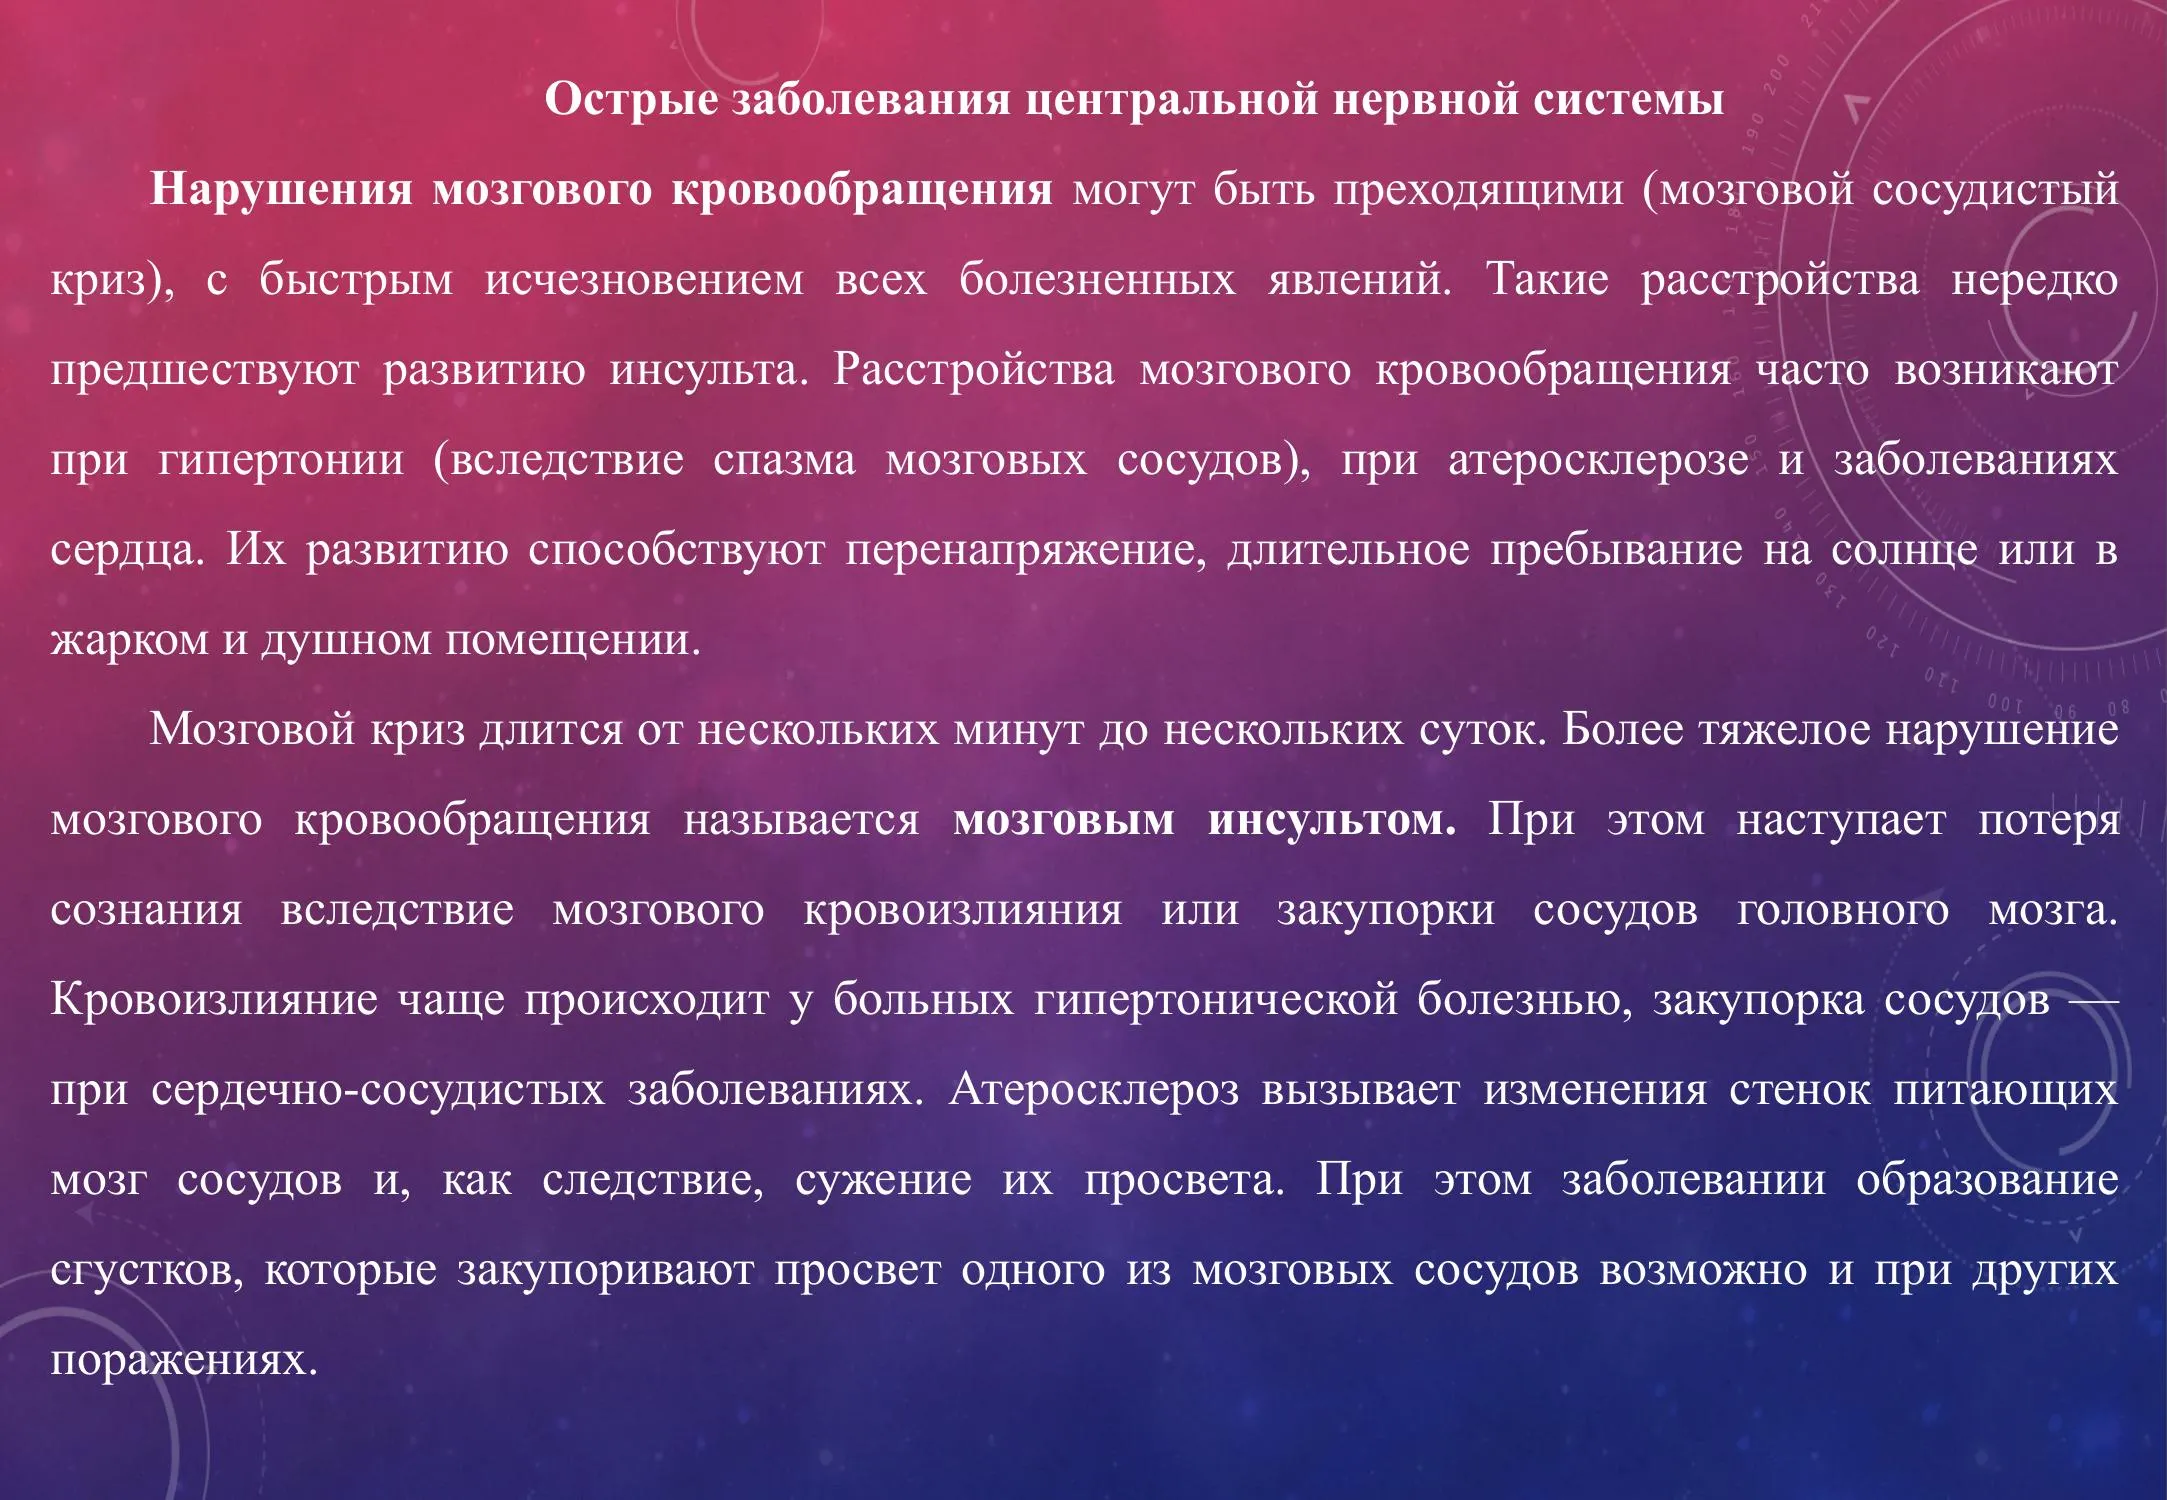 Острые заболевания центральной нервной системы
Нарушения мозгового кровообращения могут быть преходящими (мозговой сосудистый
криз), с быстрым исчезновением всех болезненных явлений. Такие расстройства нередко
предшествуют развитию инсульта. Расстройства мозгового кровообращения часто возникают
при гипертонии (вследствие спазма мозговых сосудов), при атеросклерозе и заболеваниях
сердца. Их развитию способствуют перенапряжение, длительное пребывание на солнце или в
жарком и душном помещении.
Мозговой криз длится от нескольких минут до нескольких суток. Более тяжелое нарушение
мозгового кровообращения называется мозговым инсультом. При этом наступает потеря
сознания вследствие мозгового кровоизлияния или закупорки сосудов головного мозга.
Кровоизлияние чаще происходит у больных гипертонической болезнью, закупорка сосудов —
при сердечно-сосудистых заболеваниях. Атеросклероз вызывает изменения стенок питающих
мозг сосудов и, как следствие, сужение их просвета. При этом заболевании образование
сгустков, которые закупоривают просвет одного из мозговых сосудов возможно и при других
поражениях.